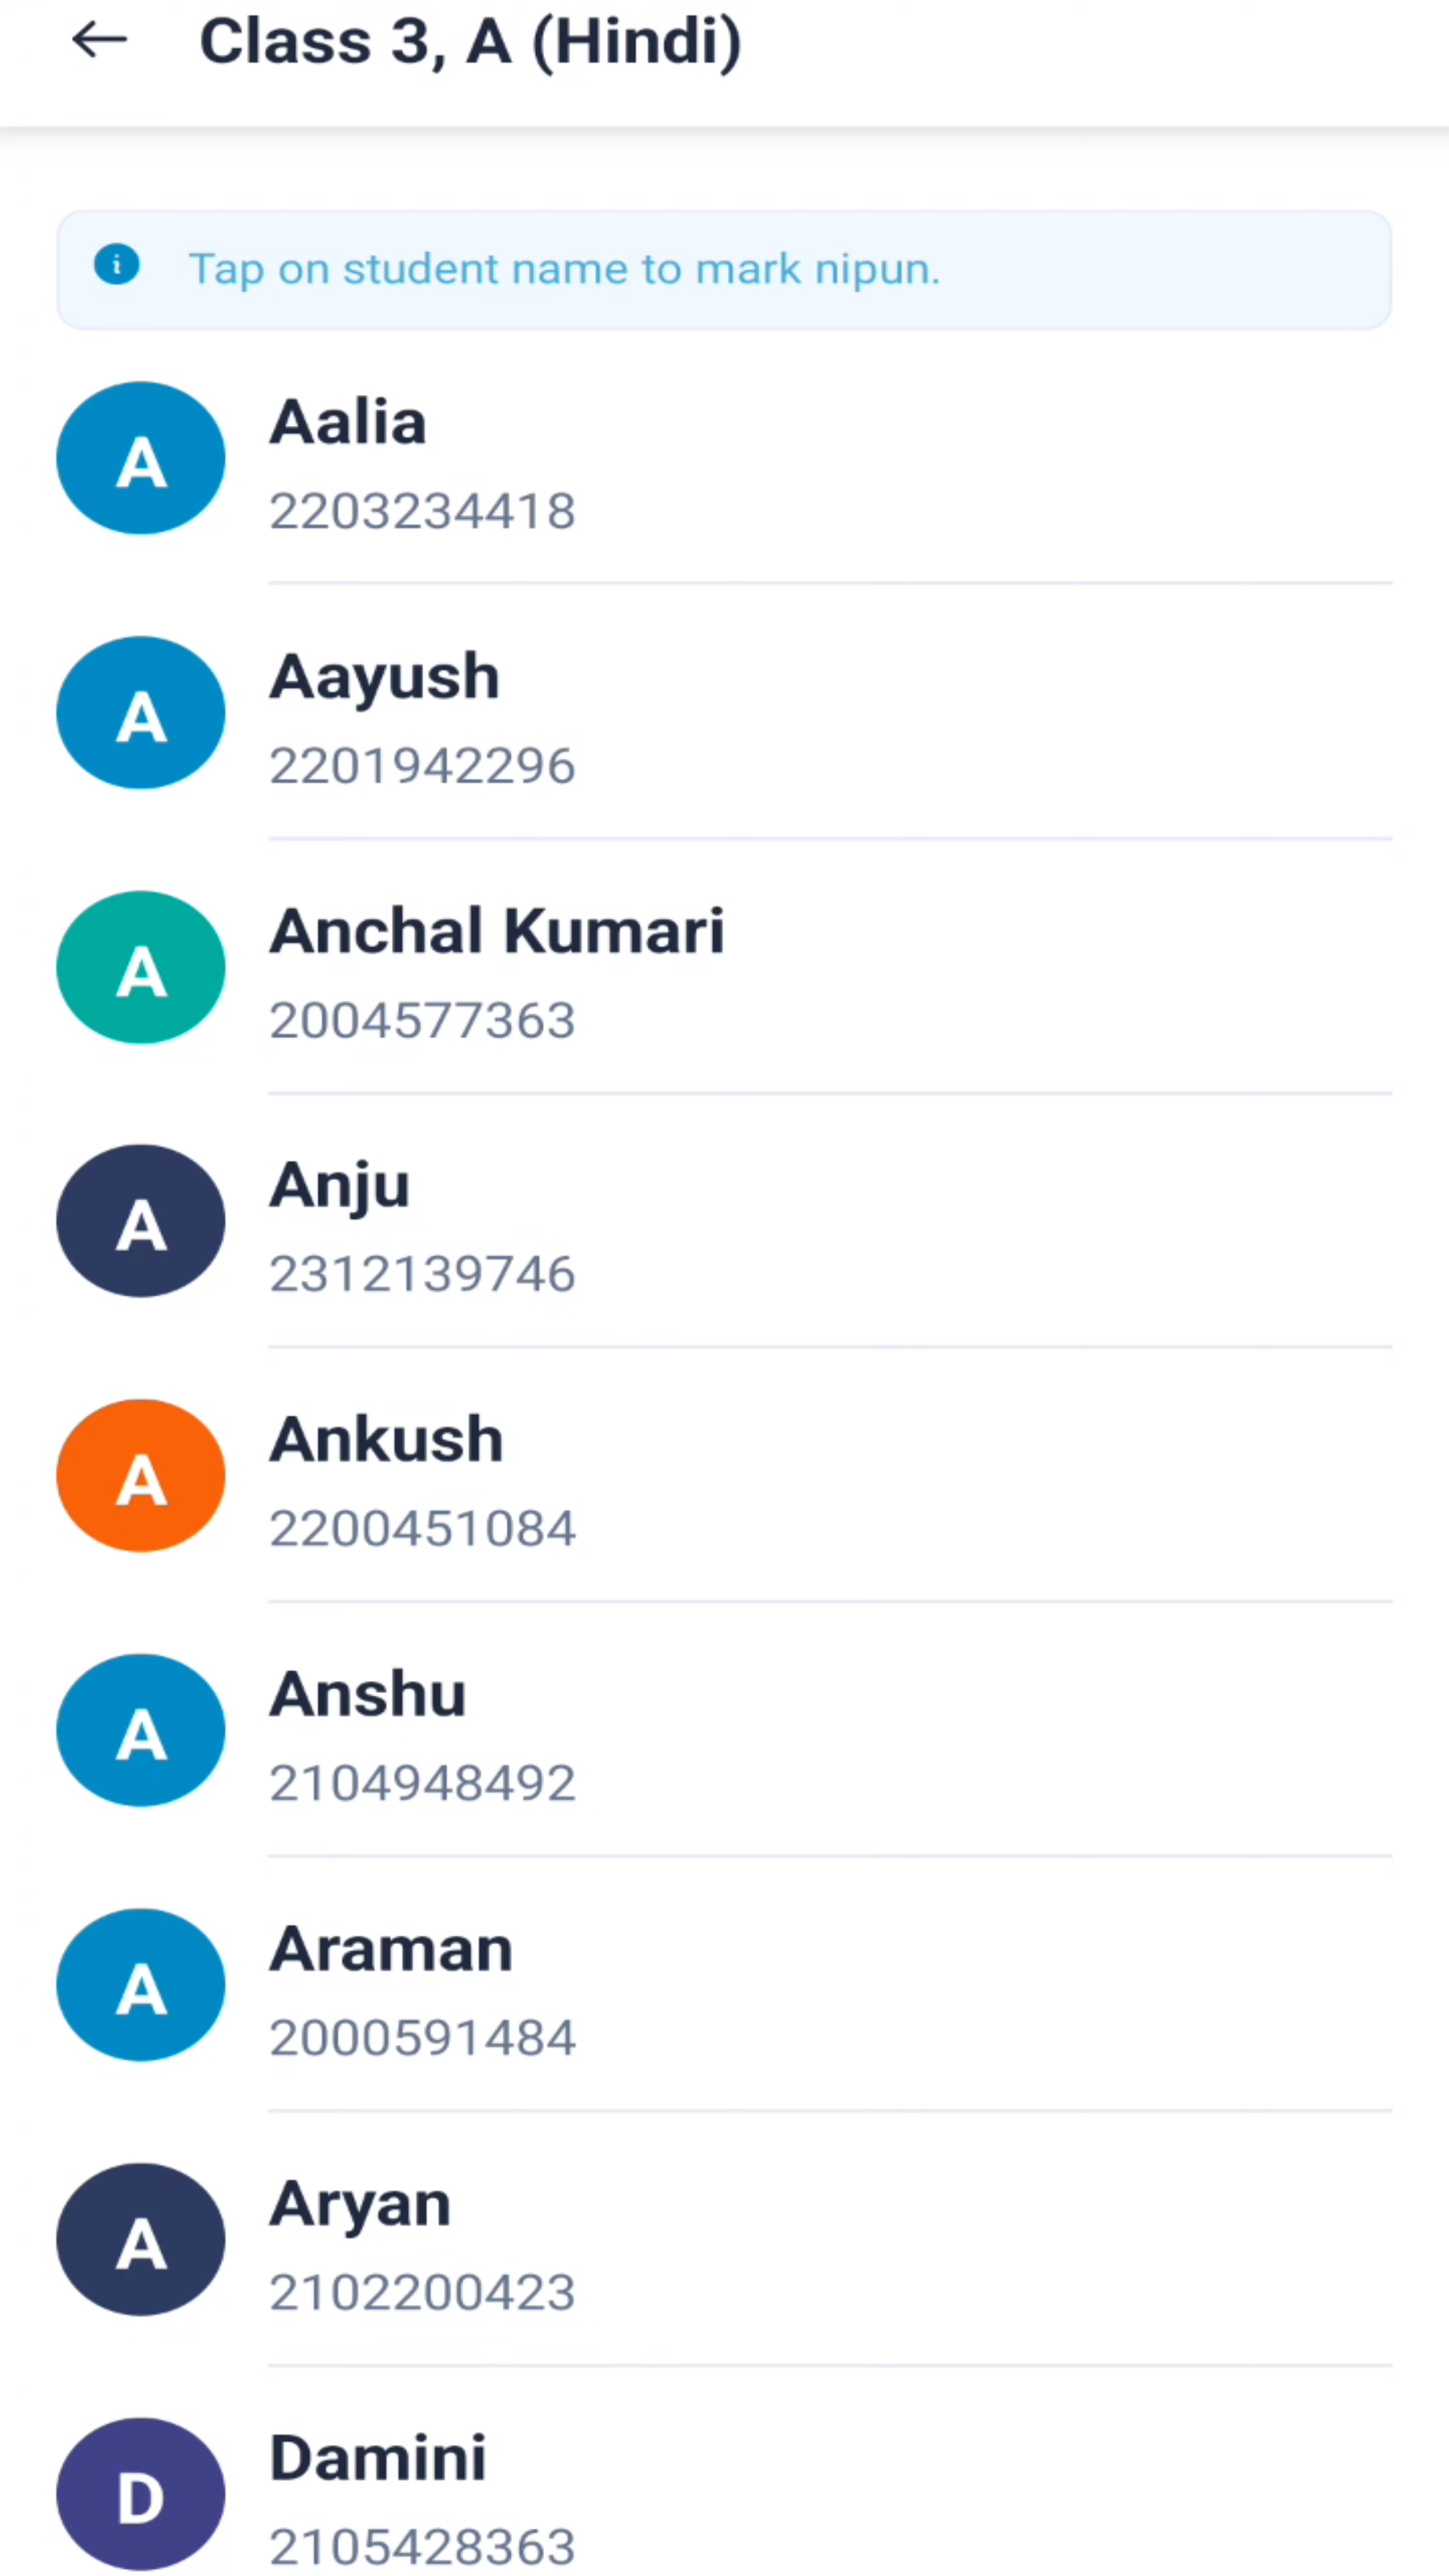 Class 3, A (Hindi)
Tap on student name to mark nipun.
A
Aalia
2203234418
A
Aayush
2201942296
A
Anchal Kumari
2004577363
A
Anju
2312139746
A
Ankush
2200451084
A
Anshu
2104948492
A
Araman
2000591484
A
Aryan
2102200423
D
Damini
2105428363